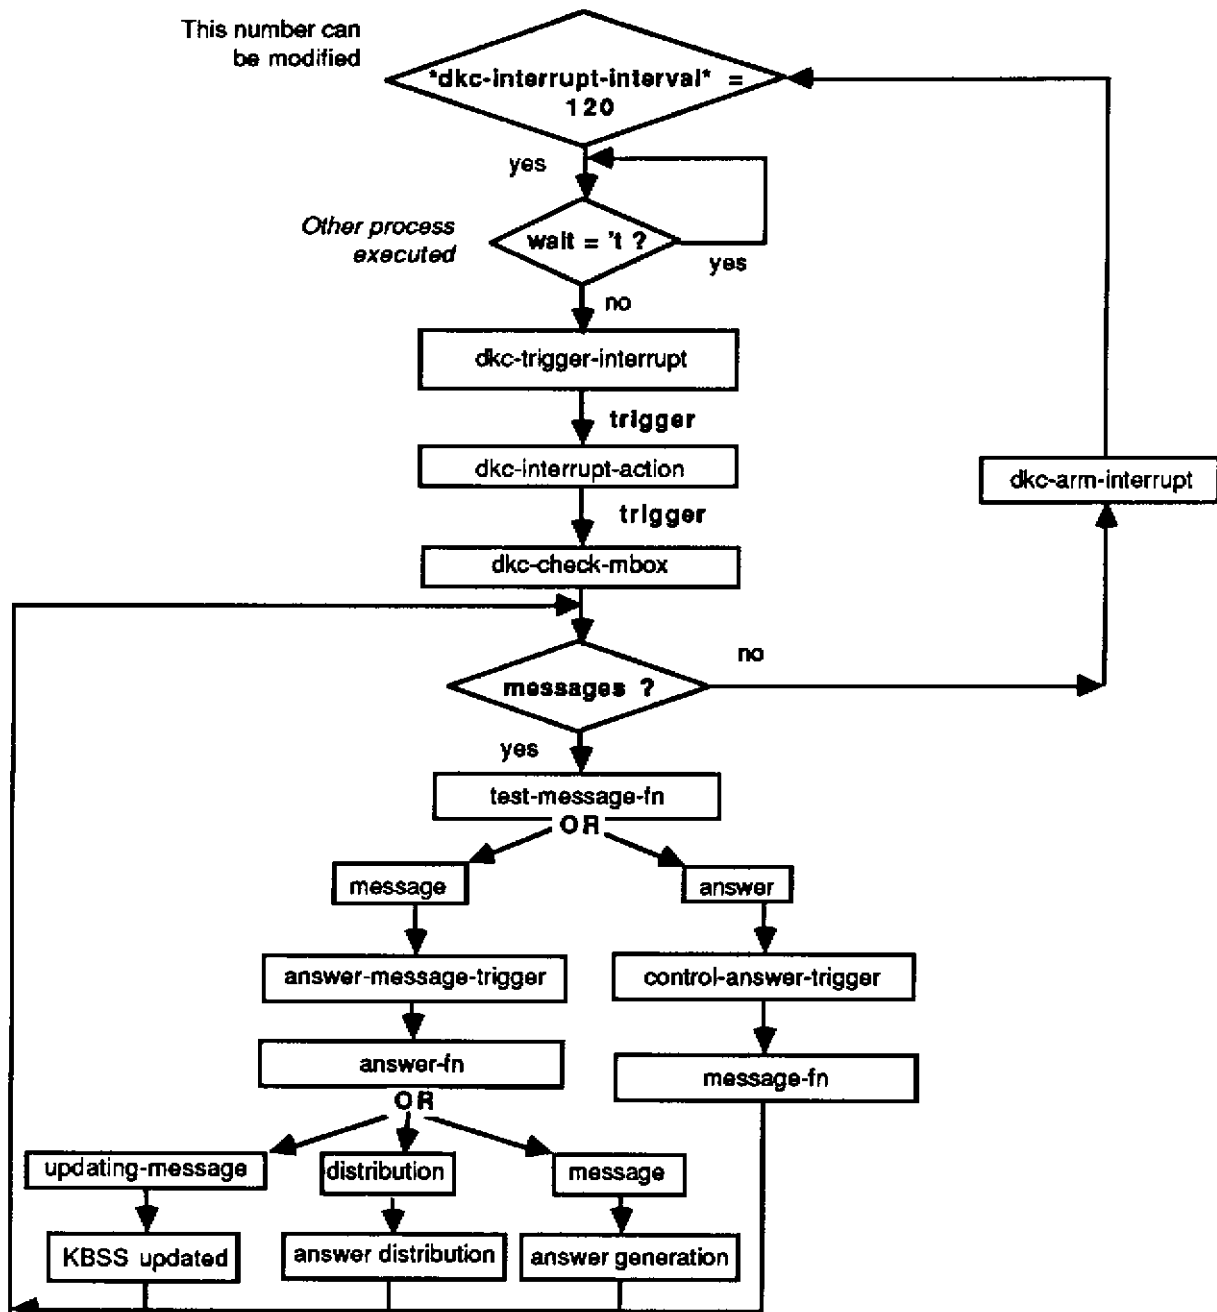 This number can
be modified
*dkc-interrupt-interval* =
120
yes
Other process
executed
wait = 't ?
yes
no
dkc-trigger-interrupt
trigger
dkc-interrupt-action
dkc-arm-interrupt
trigger
dkc-check-mbox
no
messages ?
yes
test-message-fn
OR
message
answer
answer-message-trigger
control-answer-trigger
answer-fn
message-fn
OR
updating-message
distribution
message
KBSS updated
answer distribution
answer generation